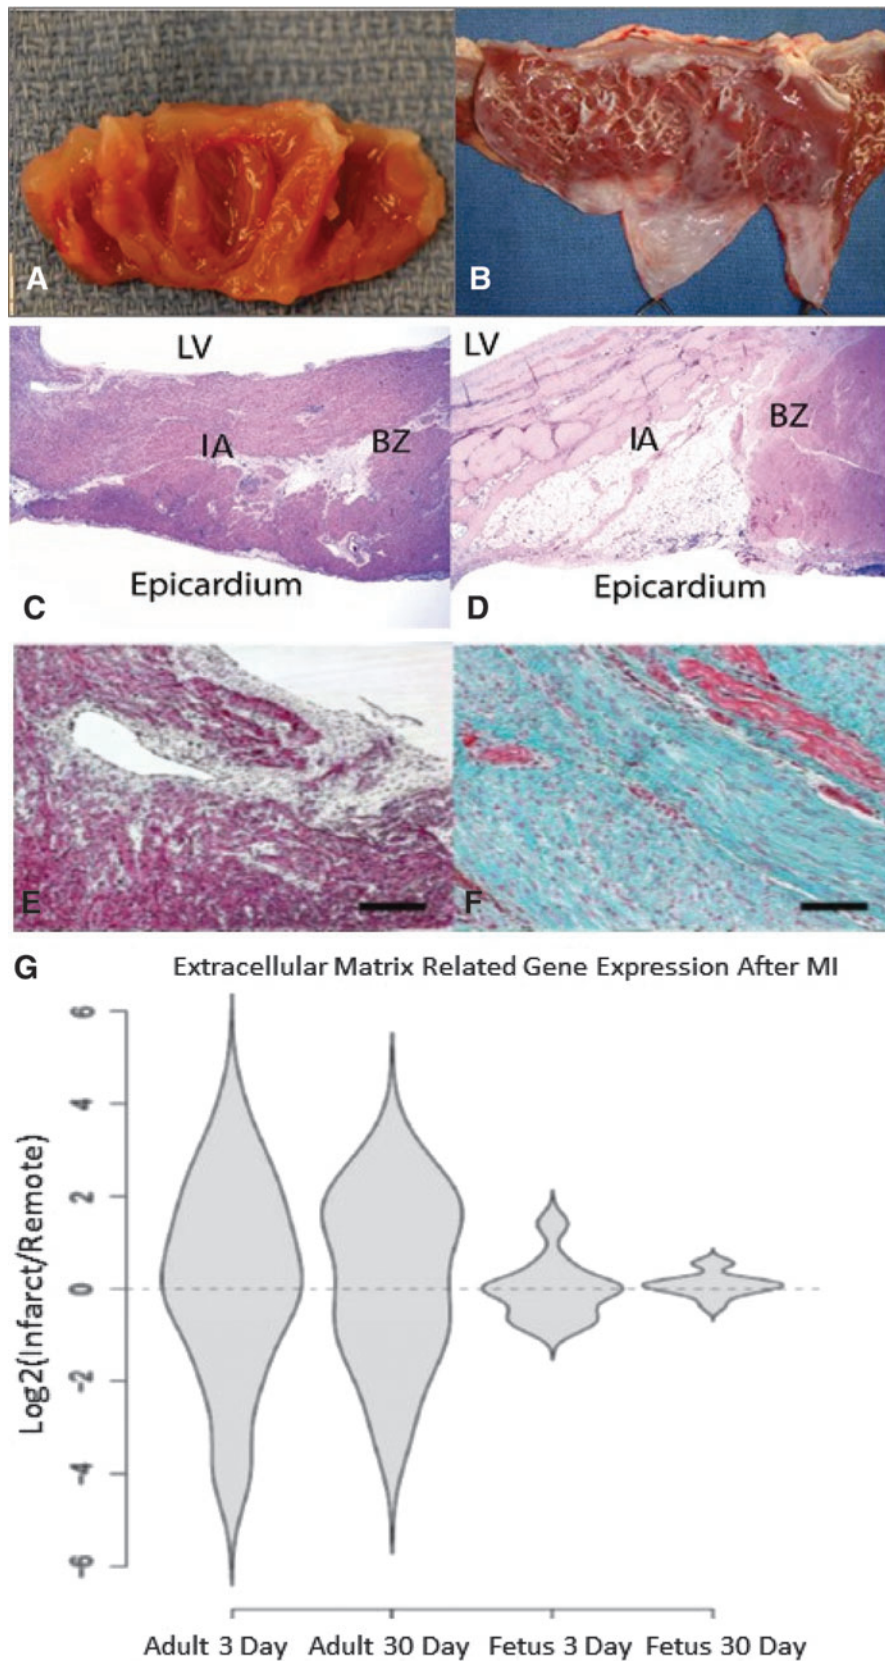 A
B
LV
IA
BZ
Epicardium
C
LV
IA
BZ
Epicardium
D
E
F
G
Extracellular Matrix Related Gene Expression After MI
Log2(Infarct/Remote)
6
4
2
0
-2
-4
-6
Adult 3 Day
Adult 30 Day
Fetus 3 Day
Fetus 30 Day